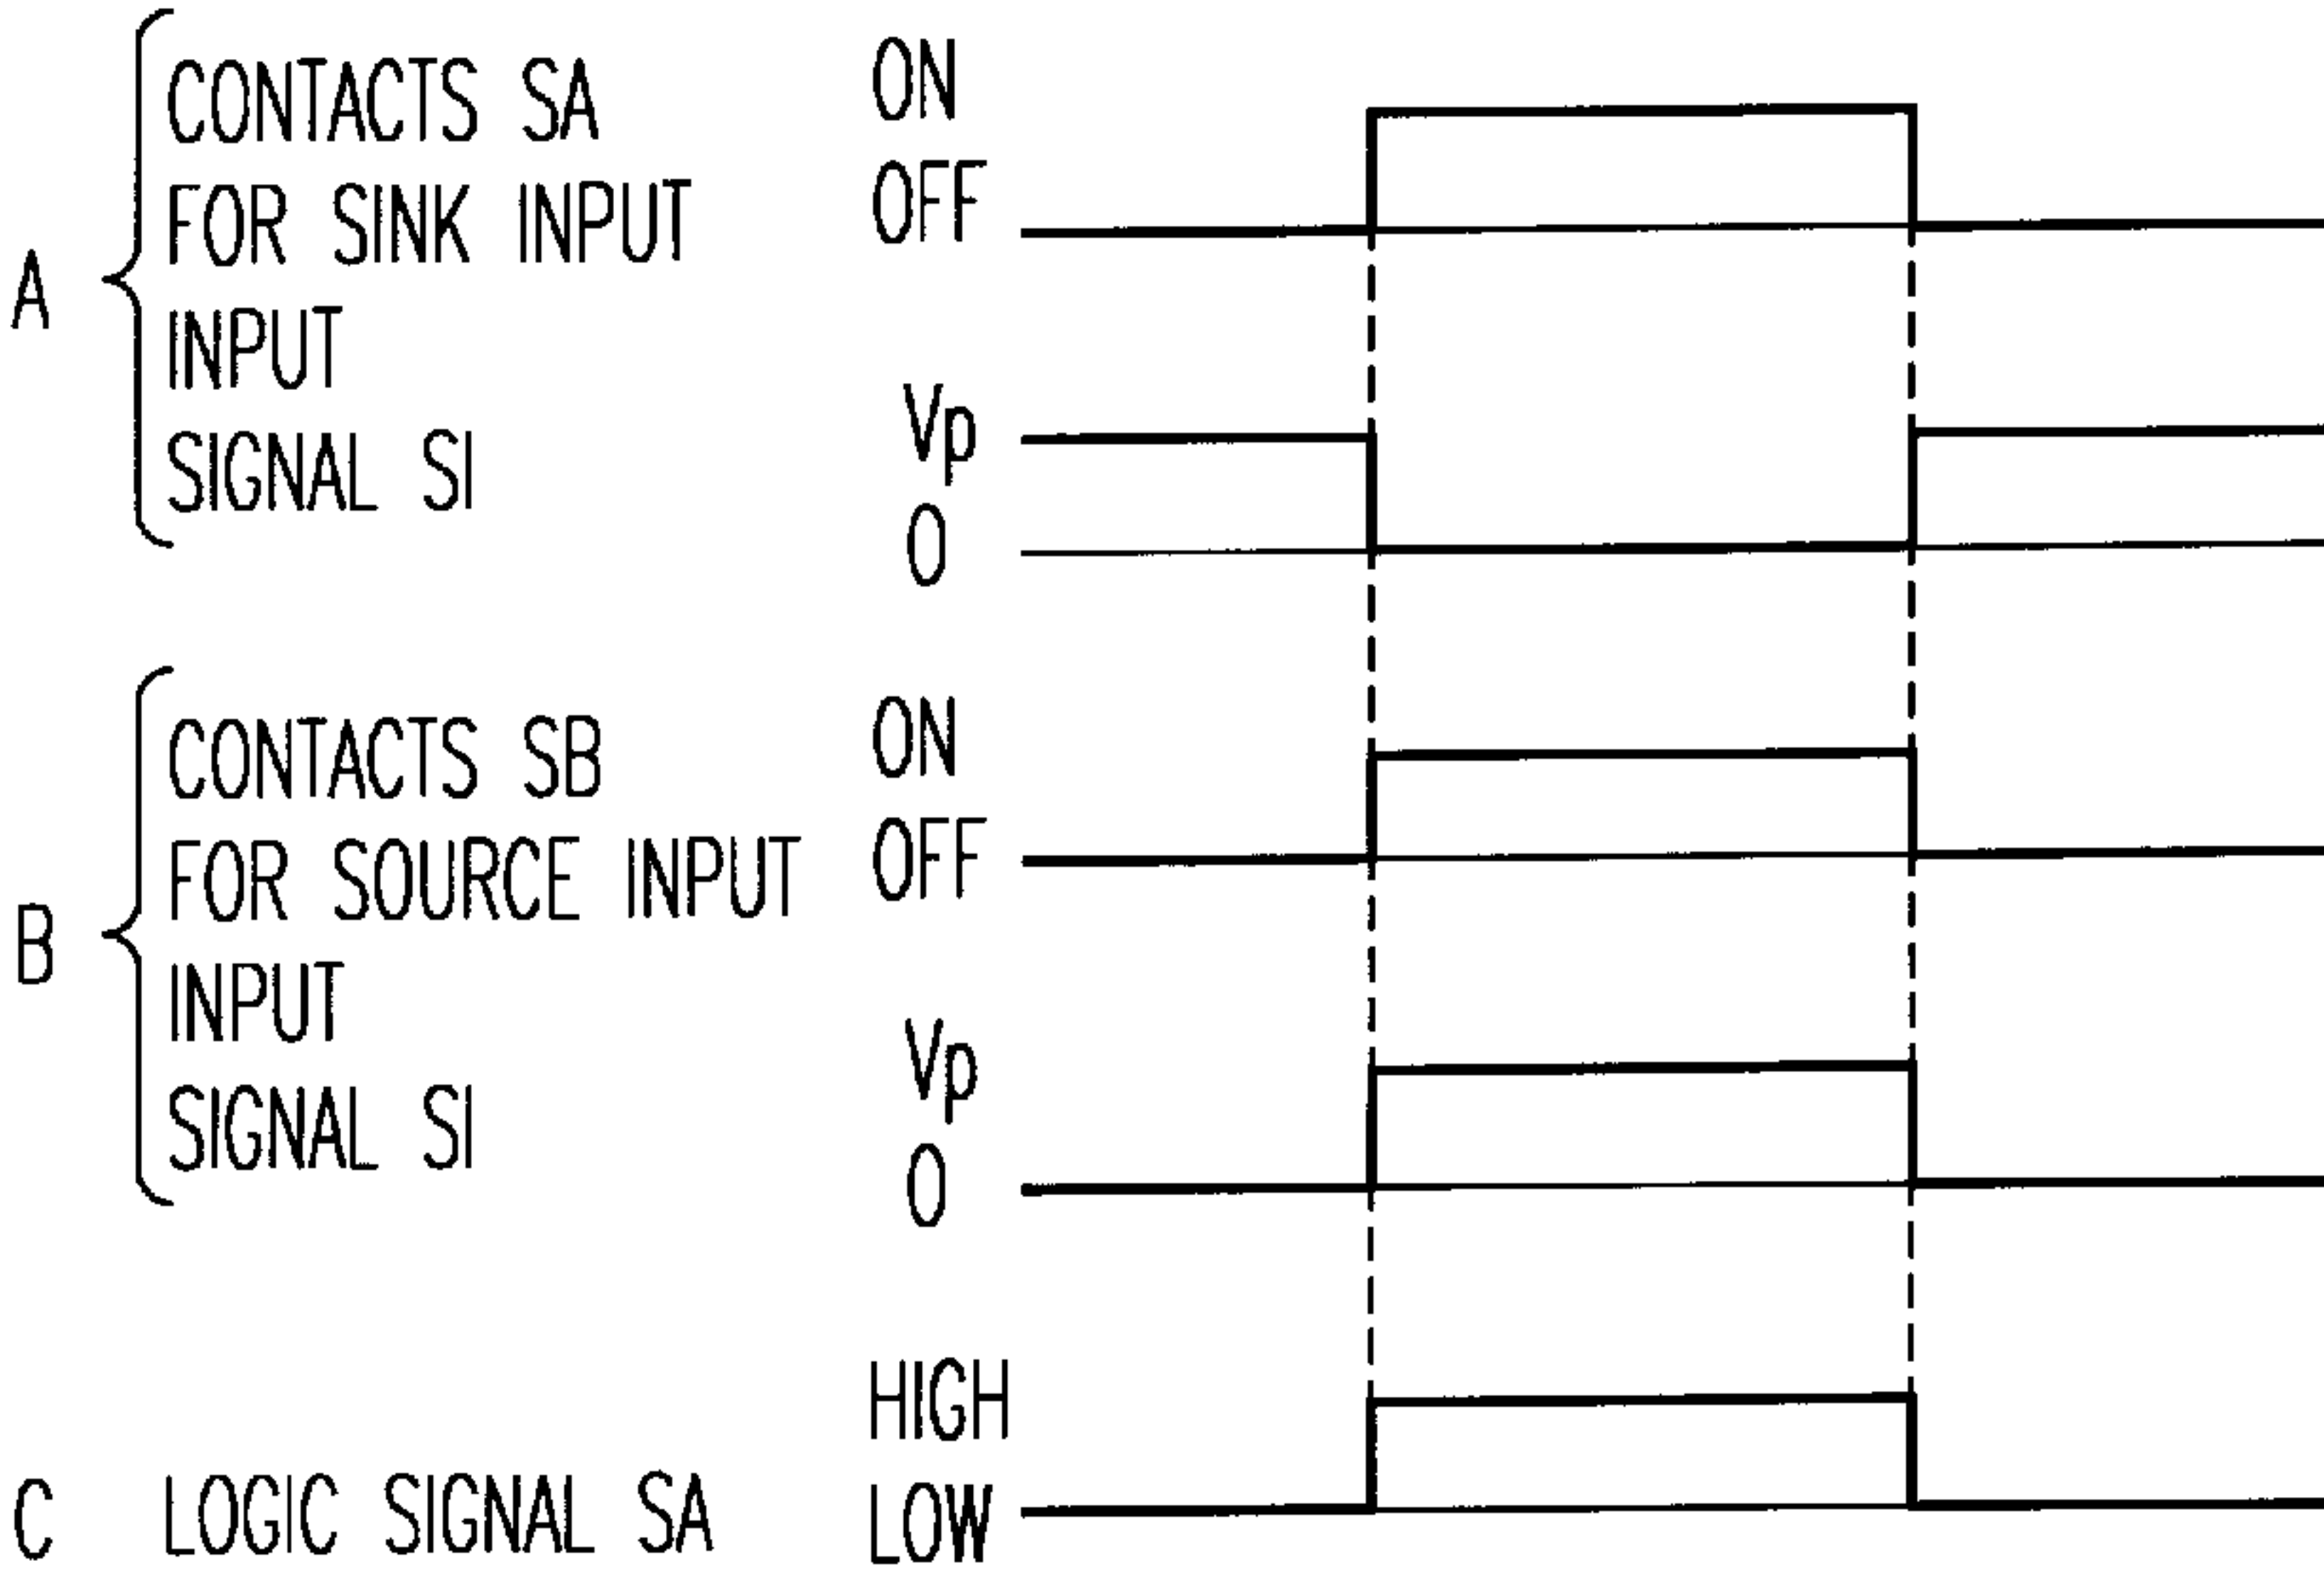 A
CONTACTS SA
FOR SINK INPUT
ON
OFF
INPUT
SIGNAL SI
Vp
0
B
CONTACTS SB
FOR SOURCE INPUT
ON
OFF
INPUT
SIGNAL SI
Vp
0
C
LOGIC SIGNAL SA
HIGH
LOW